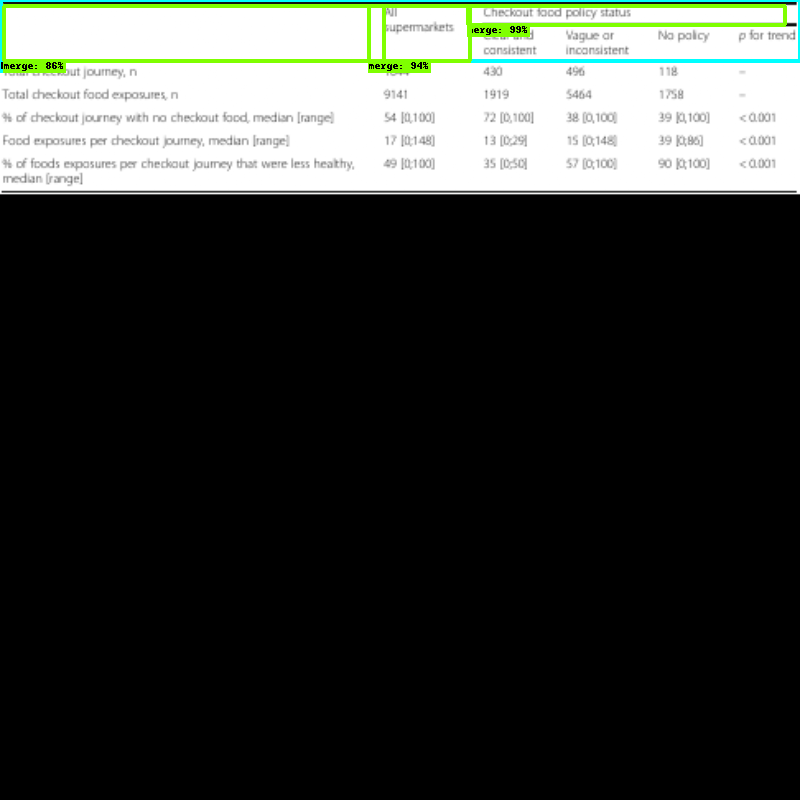 All
supermarkets
Checkout food policy status
merge: 99%
consistent
Vague or
inconsistent
No policy
p for trend
merge: 86%
merge: 94%
Total checkout journey, n 430 496 118 –
Total checkout food exposures, n 9141 1919 5464 1758 –
% of checkout journey with no checkout food, median [range] 54 [0,100] 72 [0,100] 38 [0,100] 39 [0,100] < 0.001
Food exposures per checkout journey, median [range] 17 [0;148] 13 [0;29] 15 [0;148] 39 [0;86] < 0.001
% of foods exposures per checkout journey that were less healthy, 49 [0;100] 35 [0;50] 57 [0;100] 90 [0;100] < 0.001
median [range]